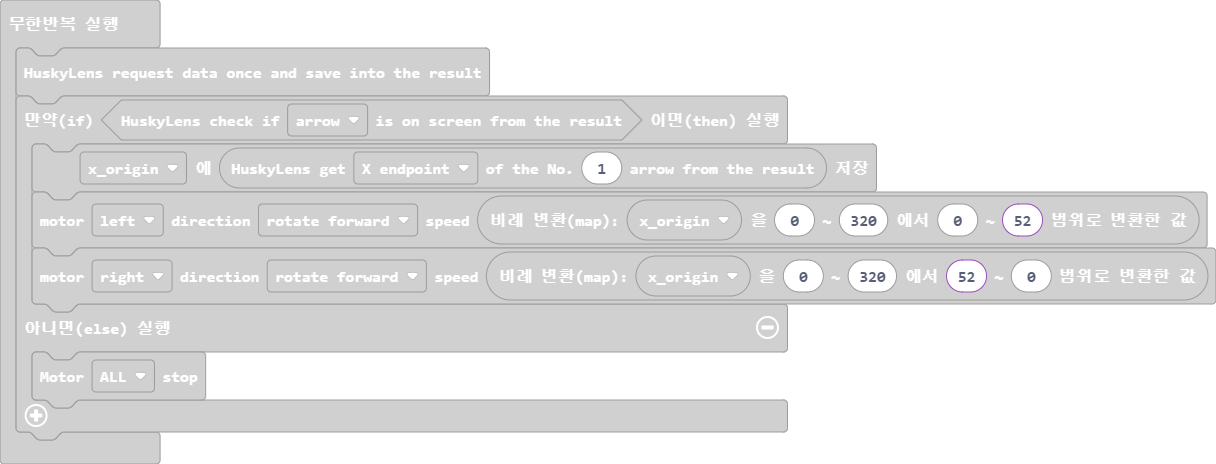 무한반복 실행
HuskyLens request data once and save into the result
만약(if) HuskyLens check if arrow is on screen from the result 이면(then) 실행
x_origin 에 HuskyLens get X endpoint of the No. 1 arrow from the result 저장
motor left direction rotate forward speed 비례 변환(map): x_origin 을 0 ~ 320 에서 0 ~ 52 범위로 변환한 값
motor right direction rotate forward speed 비례 변환(map): x_origin 을 0 ~ 320 에서 52 ~ 0 범위로 변환한 값
아니면(else) 실행
Motor ALL stop